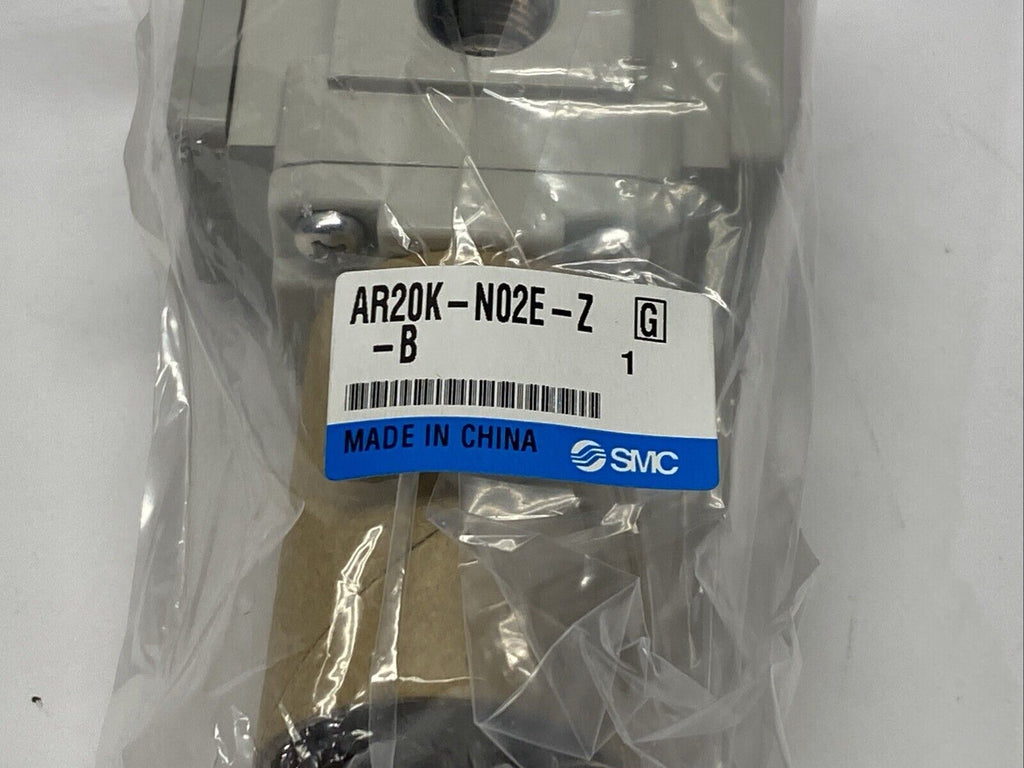 AR20K-N02E-Z G
-B 1
MADE IN CHINA SMC